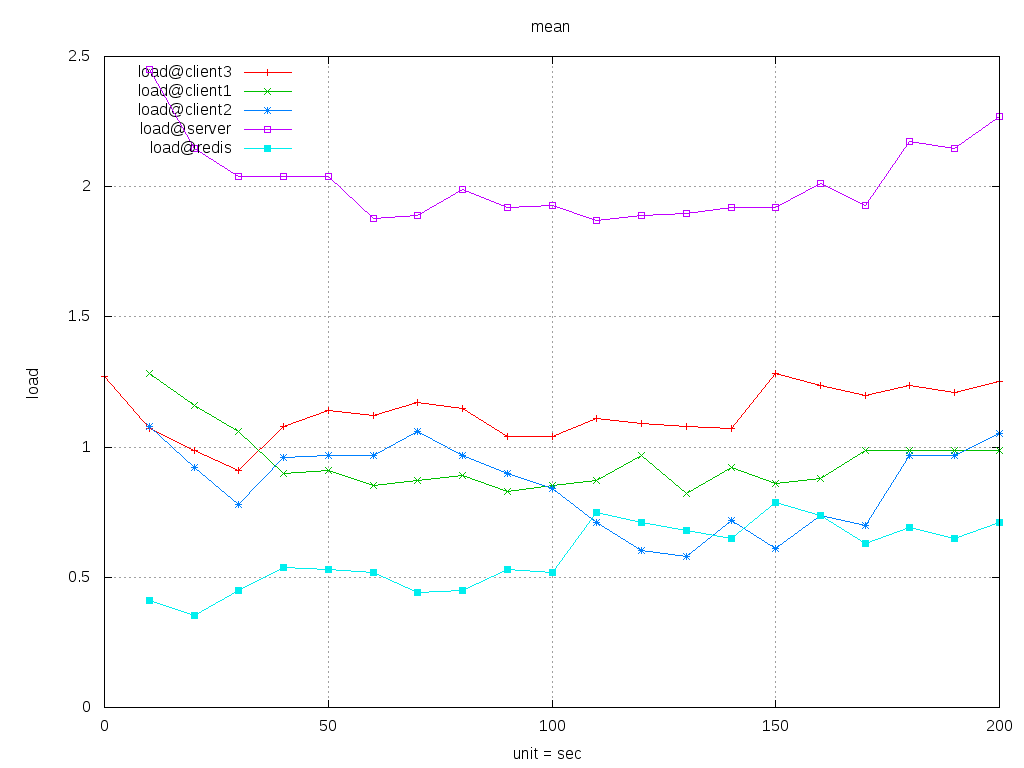 mean
2.5
load@client3
load@client1
load@client2
load@server
load@redis
2
1.5
load
1
0.5
0
0 50 100 150 200
unit = sec